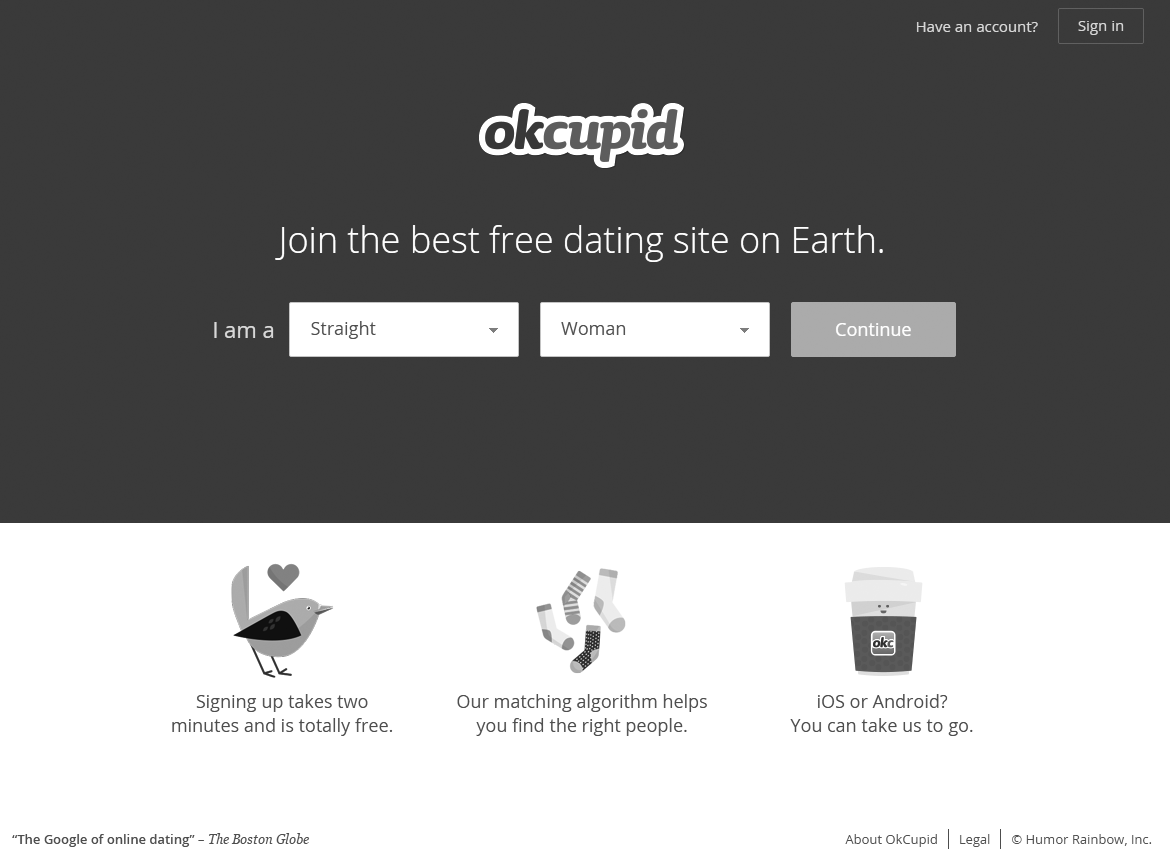 Have an account?
Sign in
okcupid
Join the best free dating site on Earth.
I am a
Straight
Woman
Continue
okc
Signing up takes two
minutes and is totally free.
Our matching algorithm helps
you find the right people.
iOS or Android?
You can take us to go.
“The Google of online dating” – The Boston Globe
About OkCupid
Legal
© Humor Rainbow, Inc.